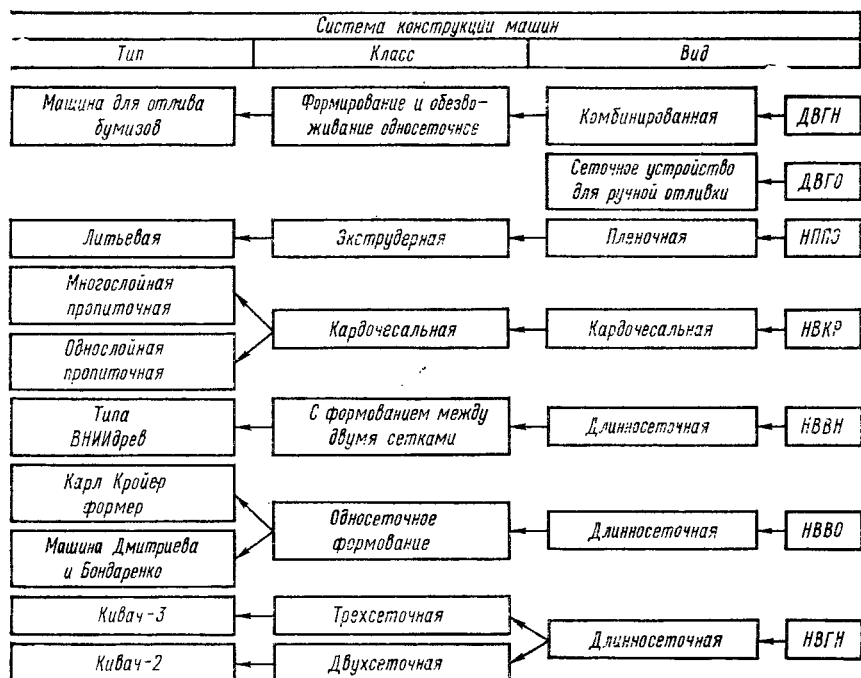 Система конструкции машин
Тип Класс Вид
Машина для отлива
бумизов
Формирование и обезво-
живание односеточное
Комбинированная
ДВГН
Сеточное устройство
для ручной отливки
ДВГО
Литьевая
Экструдерная
Пленочная
НППЭ
Многослойная
пропиточная
Однослойная
пропиточная
Кардочесальная
Кардочесальная
НВКР
Типа
ВНИИдрев
С формованием между
двумя сетками
Длинносеточная
НВВН
Карл Кройер
формер
Машина Дмитриева
и Бондаренко
Односеточное
формование
Длинносеточная
НВВО
Кивач-3
Трехсеточная
Кивач-2
Двухсеточная
Длинносеточная
НВГН